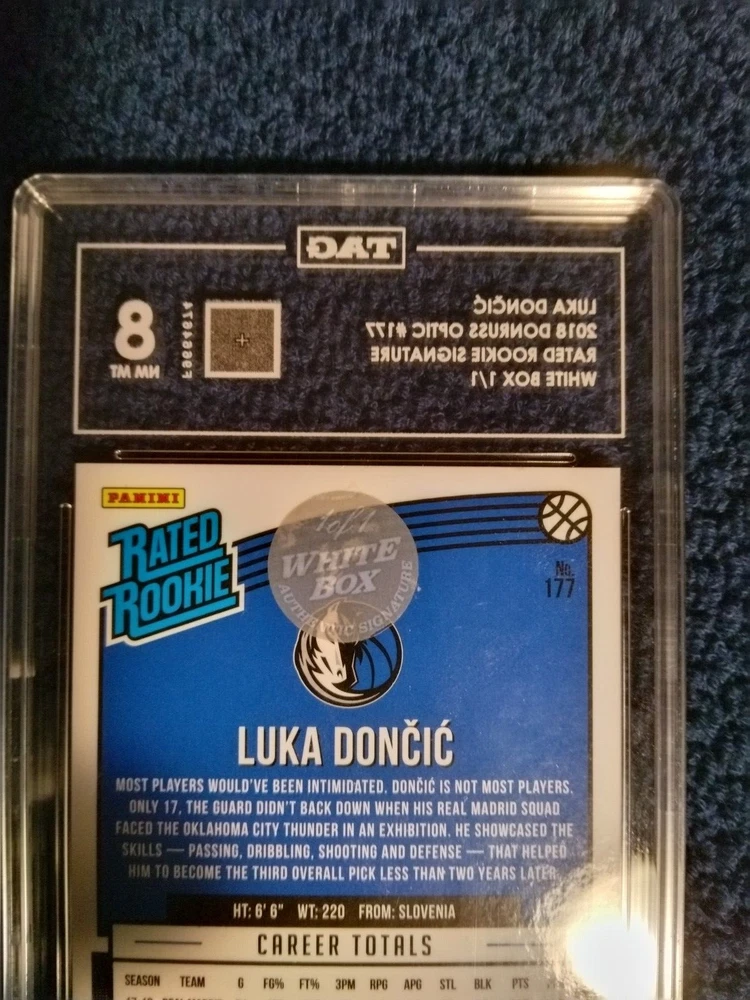 TAG
LUKA DONČIĆ
2018 DONRUSS OPTIC #177
RATED ROOKIE SIGNATURE
WHITE BOX 1/1
8
NM MT
F9684674
PANINI
RATED
ROOKIE
1 of 1
WHITE
BOX
AUTHENTIC SIGNATURE
No.
177
LUKA DONČIĆ
MOST PLAYERS WOULD'VE BEEN INTIMIDATED. DONČIĆ IS NOT MOST PLAYERS.
ONLY 17, THE GUARD DIDN'T BACK DOWN WHEN HIS REAL MADRID SQUAD
FACED THE OKLAHOMA CITY THUNDER IN AN EXHIBITION. HE SHOWCASED THE
SKILLS — PASSING, DRIBBLING, SHOOTING AND DEFENSE — THAT HELPED
HIM TO BECOME THE THIRD OVERALL PICK LESS THAN TWO YEARS LATER.
HT: 6' 6" WT: 220 FROM: SLOVENIA
CAREER TOTALS
SEASON TEAM G FG% FT% 3PM RPG APG STL BLK PTS